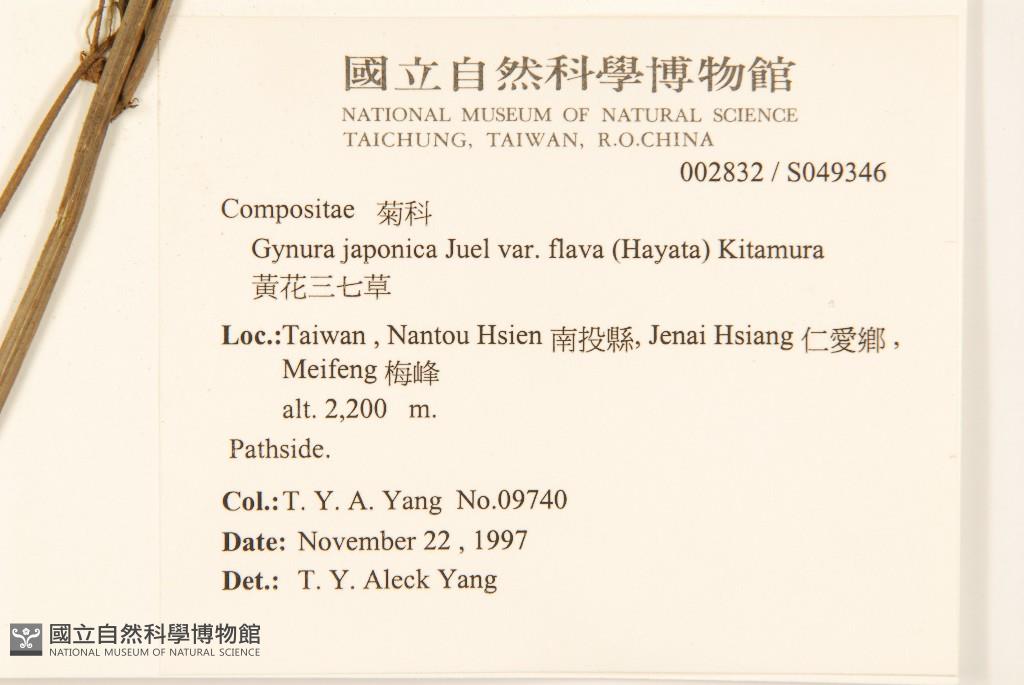 國立自然科學博物館
NATIONAL MUSEUM OF NATURAL SCIENCE
TAICHUNG, TAIWAN, R.O.CHINA
002832 / S049346
Compositae 菊科
Gynura japonica Juel var. flava (Hayata) Kitamura
黃花三七草
Loc.:Taiwan , Nantou Hsien 南投縣, Jenai Hsiang 仁愛鄉 ,
Meifeng 梅峰
alt. 2,200 m.
Pathside.
Col.:T. Y. A. Yang No.09740
Date: November 22 , 1997
Det.: T. Y. Aleck Yang
國立自然科學博物館
NATIONAL MUSEUM OF NATURAL SCIENCE